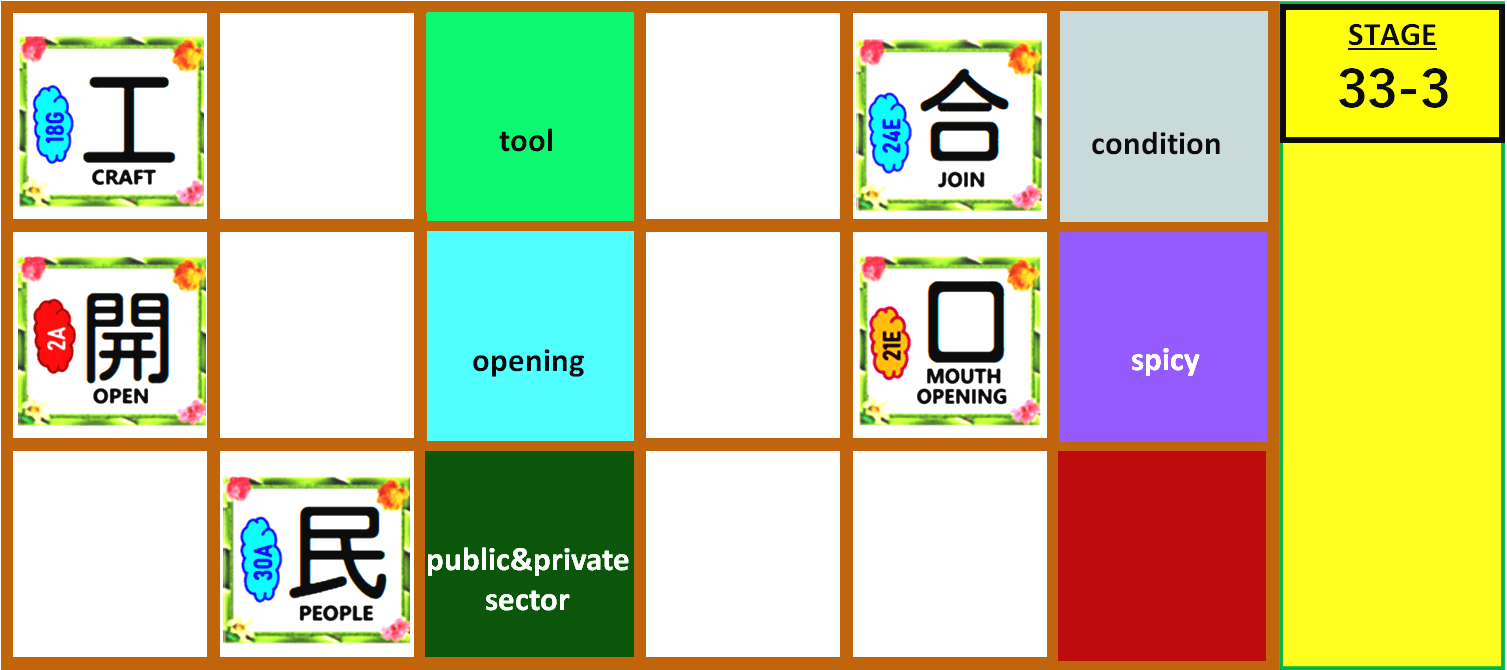 工
18G
CRAFT
tool
合
24E
JOIN
condition
STAGE
33-3
開
2A
OPEN
opening
口
21E
MOUTH
OPENING
spicy
民
30A
PEOPLE
public&private
sector